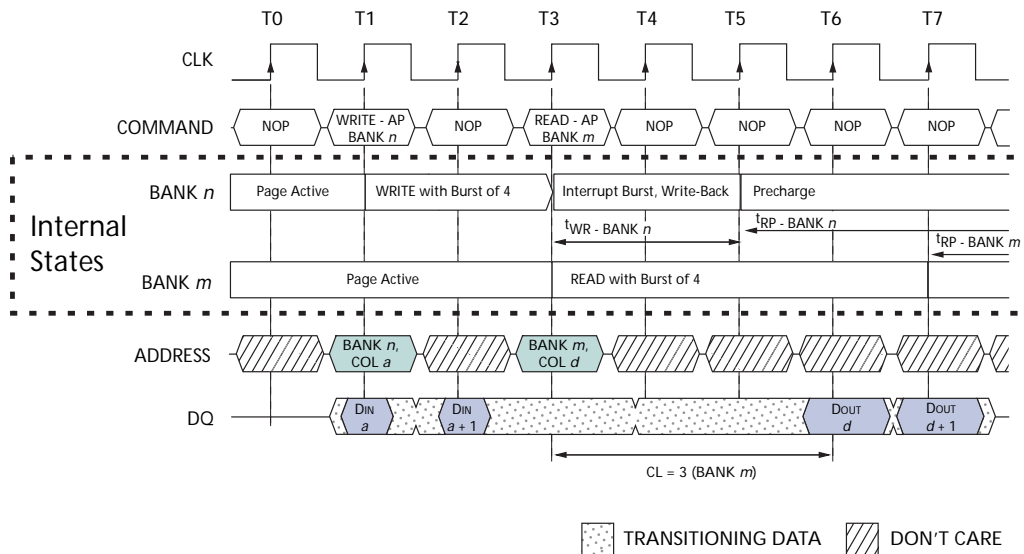 T0 T1 T2 T3 T4 T5 T6 T7
CLK
COMMAND NOP WRITE - AP BANK n NOP READ - AP BANK m NOP NOP NOP NOP
Internal States
BANK n Page Active WRITE with Burst of 4 Interrupt Burst, Write-Back Precharge
tWR - BANK n tRP - BANK n
tRP - BANK m
BANK m Page Active READ with Burst of 4
ADDRESS BANK n, COL a BANK m, COL d
DQ DIN a DIN a + 1 DOUT d DOUT d + 1
CL = 3 (BANK m)
TRANSITIONING DATA DON'T CARE